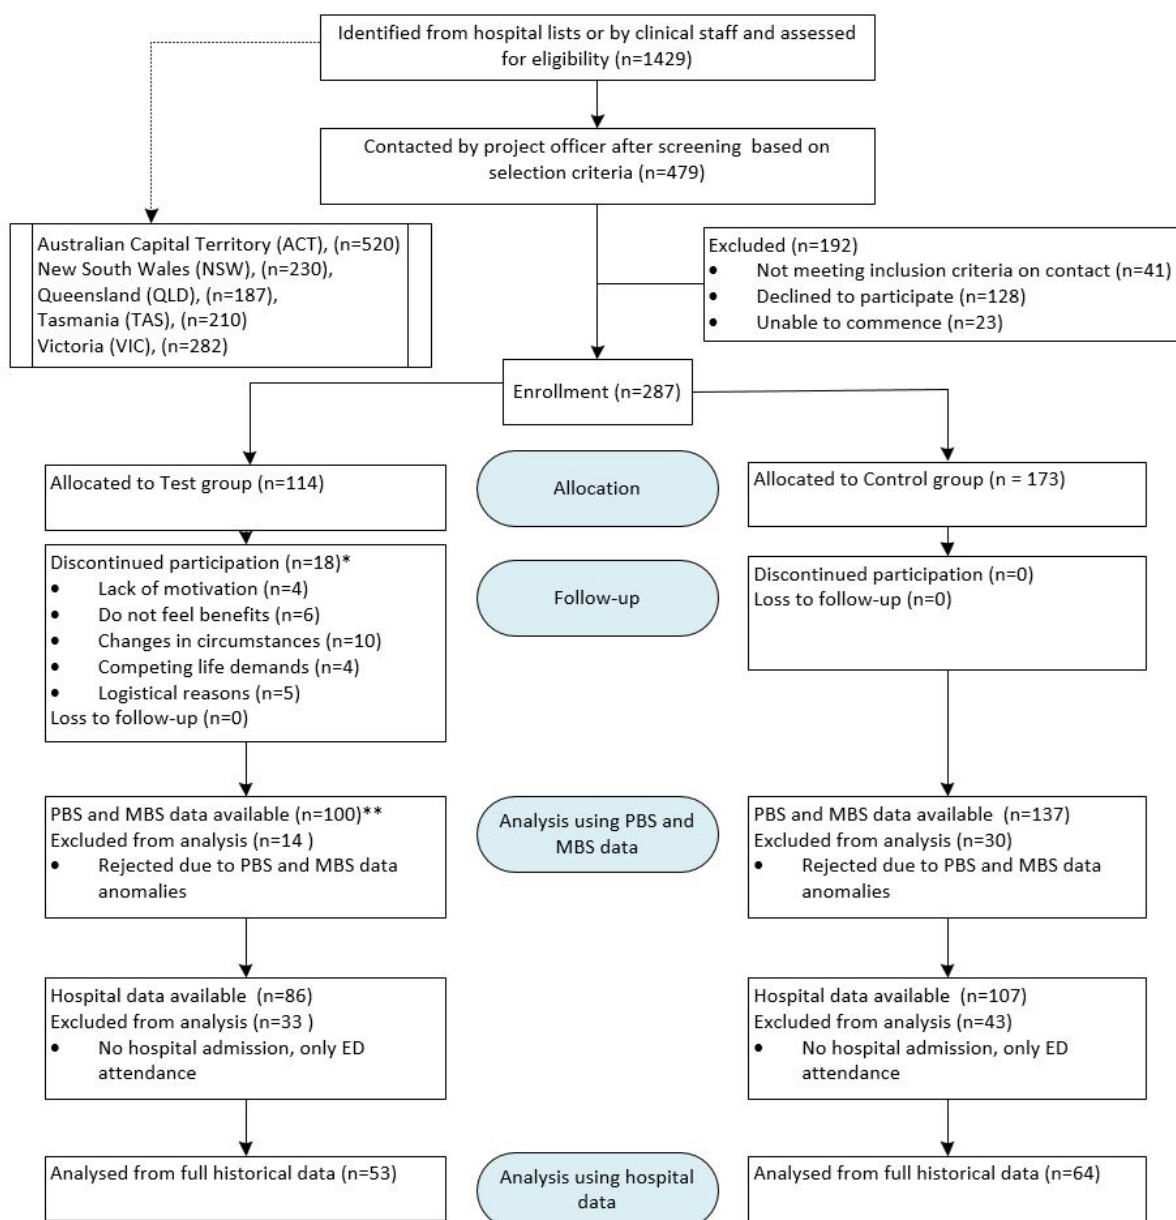 Identified from hospital lists or by clinical staff and assessed
for eligibility (n=1429)
Contacted by project officer after screening based on
selection criteria (n=479)
Australian Capital Territory (ACT), (n=520)
New South Wales (NSW), (n=230),
Queensland (QLD), (n=187),
Tasmania (TAS), (n=210)
Victoria (VIC), (n=282)
Excluded (n=192)
• Not meeting inclusion criteria on contact (n=41)
• Declined to participate (n=128)
• Unable to commence (n=23)
Enrollment (n=287)
Allocated to Test group (n=114)
Allocation
Allocated to Control group (n = 173)
Discontinued participation (n=18)*
• Lack of motivation (n=4)
• Do not feel benefits (n=6)
• Changes in circumstances (n=10)
• Competing life demands (n=4)
• Logistical reasons (n=5)
Loss to follow-up (n=0)
Follow-up
Discontinued participation (n=0)
Loss to follow-up (n=0)
PBS and MBS data available (n=100)**
Excluded from analysis (n=14 )
• Rejected due to PBS and MBS data
anomalies
Analysis using PBS and
MBS data
PBS and MBS data available (n=137)
Excluded from analysis (n=30)
• Rejected due to PBS and MBS data
anomalies
Hospital data available (n=86)
Excluded from analysis (n=33 )
• No hospital admission, only ED
attendance
Hospital data available (n=107)
Excluded from analysis (n=43)
• No hospital admission, only ED
attendance
Analysed from full historical data (n=53)
Analysis using hospital
data
Analysed from full historical data (n=64)